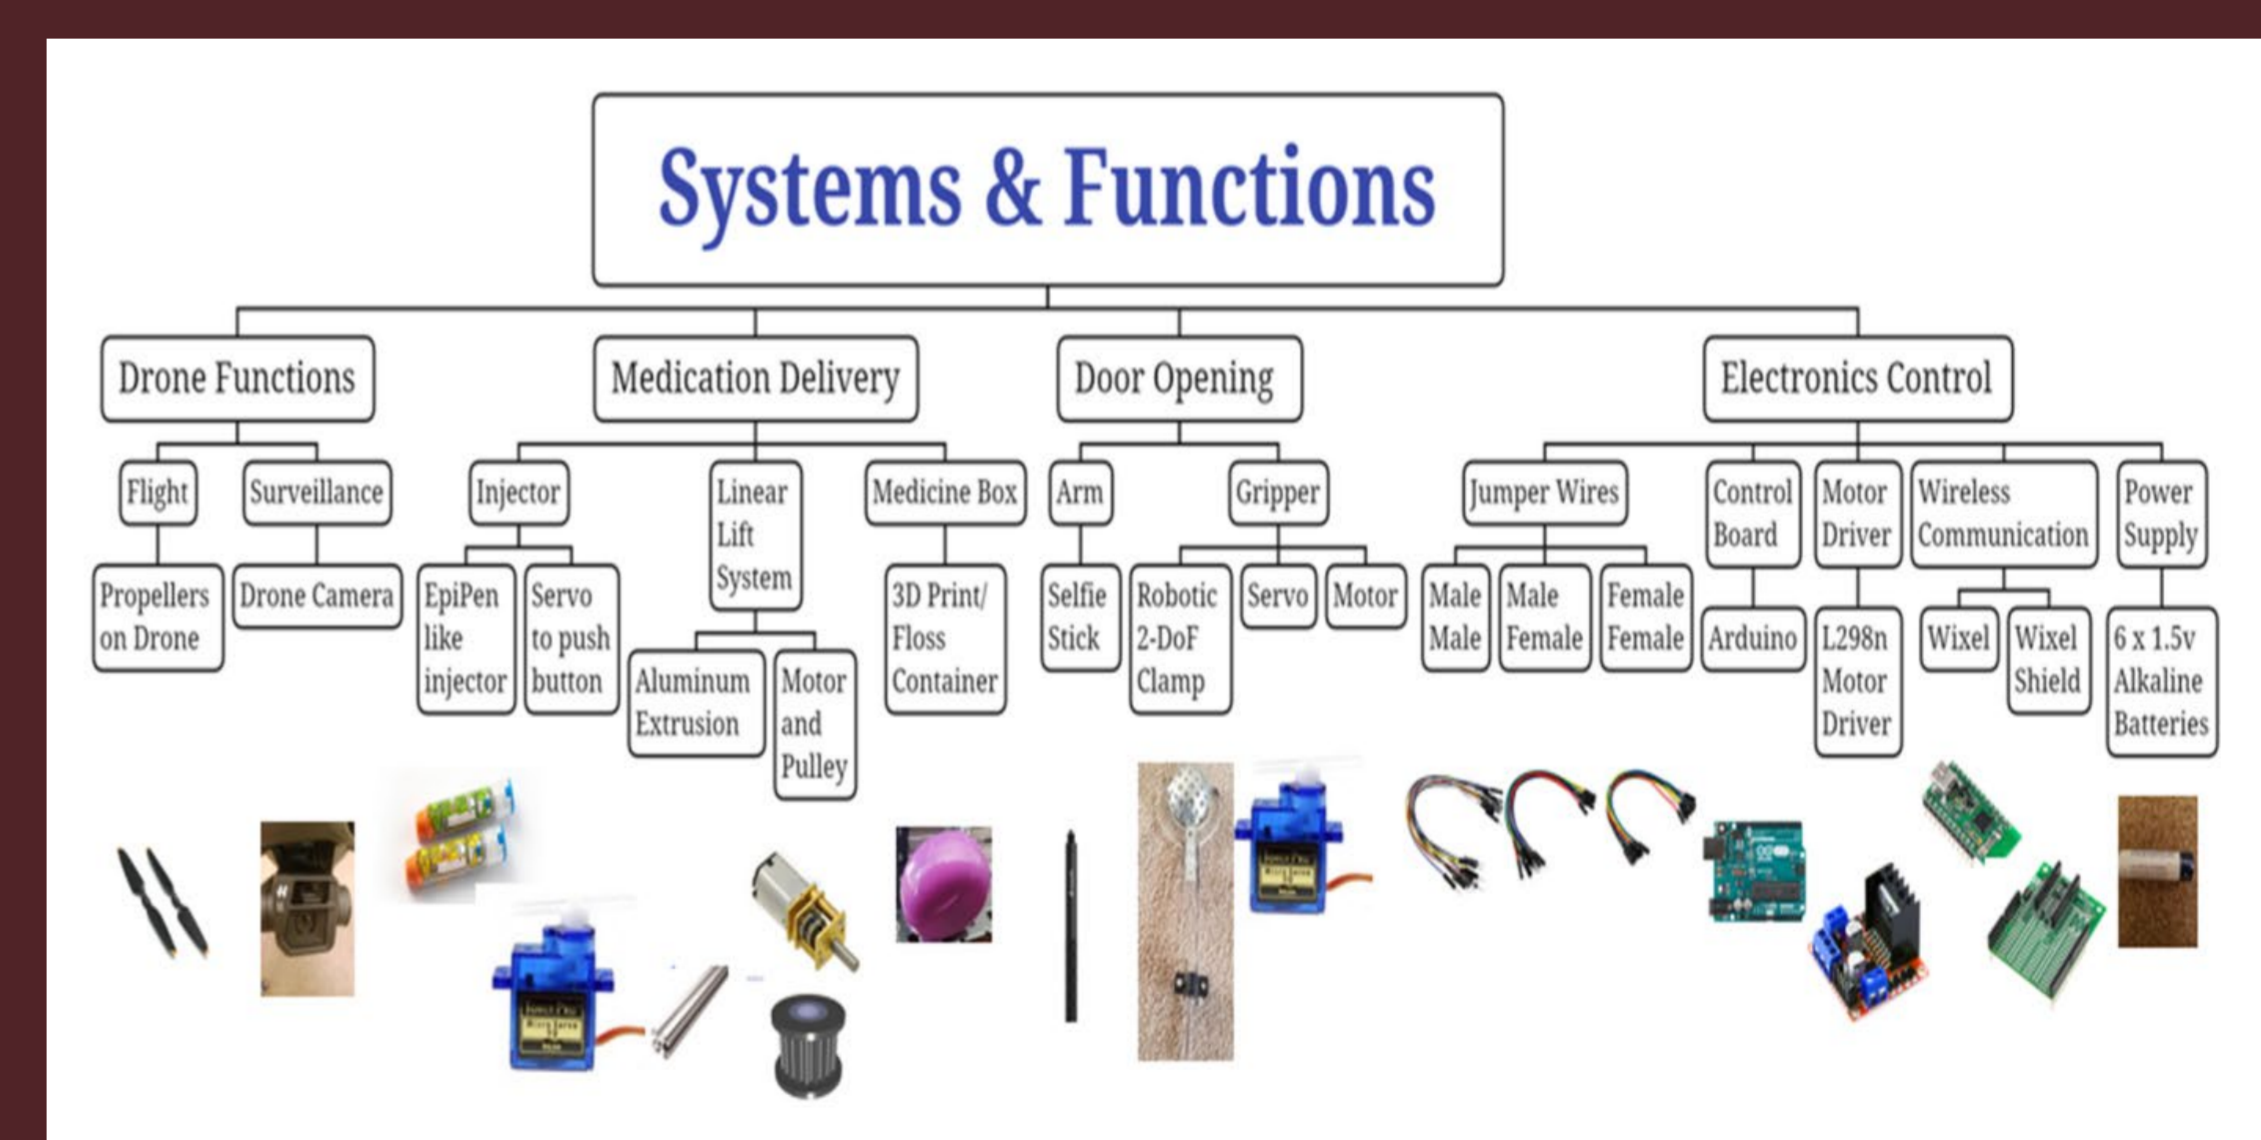 Systems & Functions
Drone Functions
Medication Delivery
Door Opening
Electronics Control
Flight
Surveillance
Injector
Linear
Lift
System
Medicine Box
Arm
Gripper
Jumper Wires
Control
Board
Motor
Driver
Wireless
Communication
Power
Supply
Propellers
on Drone
Drone Camera
EpiPen
like
injector
Servo
to push
button
Aluminum
Extrusion
Motor
and
Pulley
3D Print/
Floss
Container
Selfie
Stick
Robotic
2-DoF
Clamp
Servo
Motor
Male
Male
Male
Female
Female
Female
Arduino
L298n
Motor
Driver
Wixel
Wixel
Shield
6 x 1.5v
Alkaline
Batteries